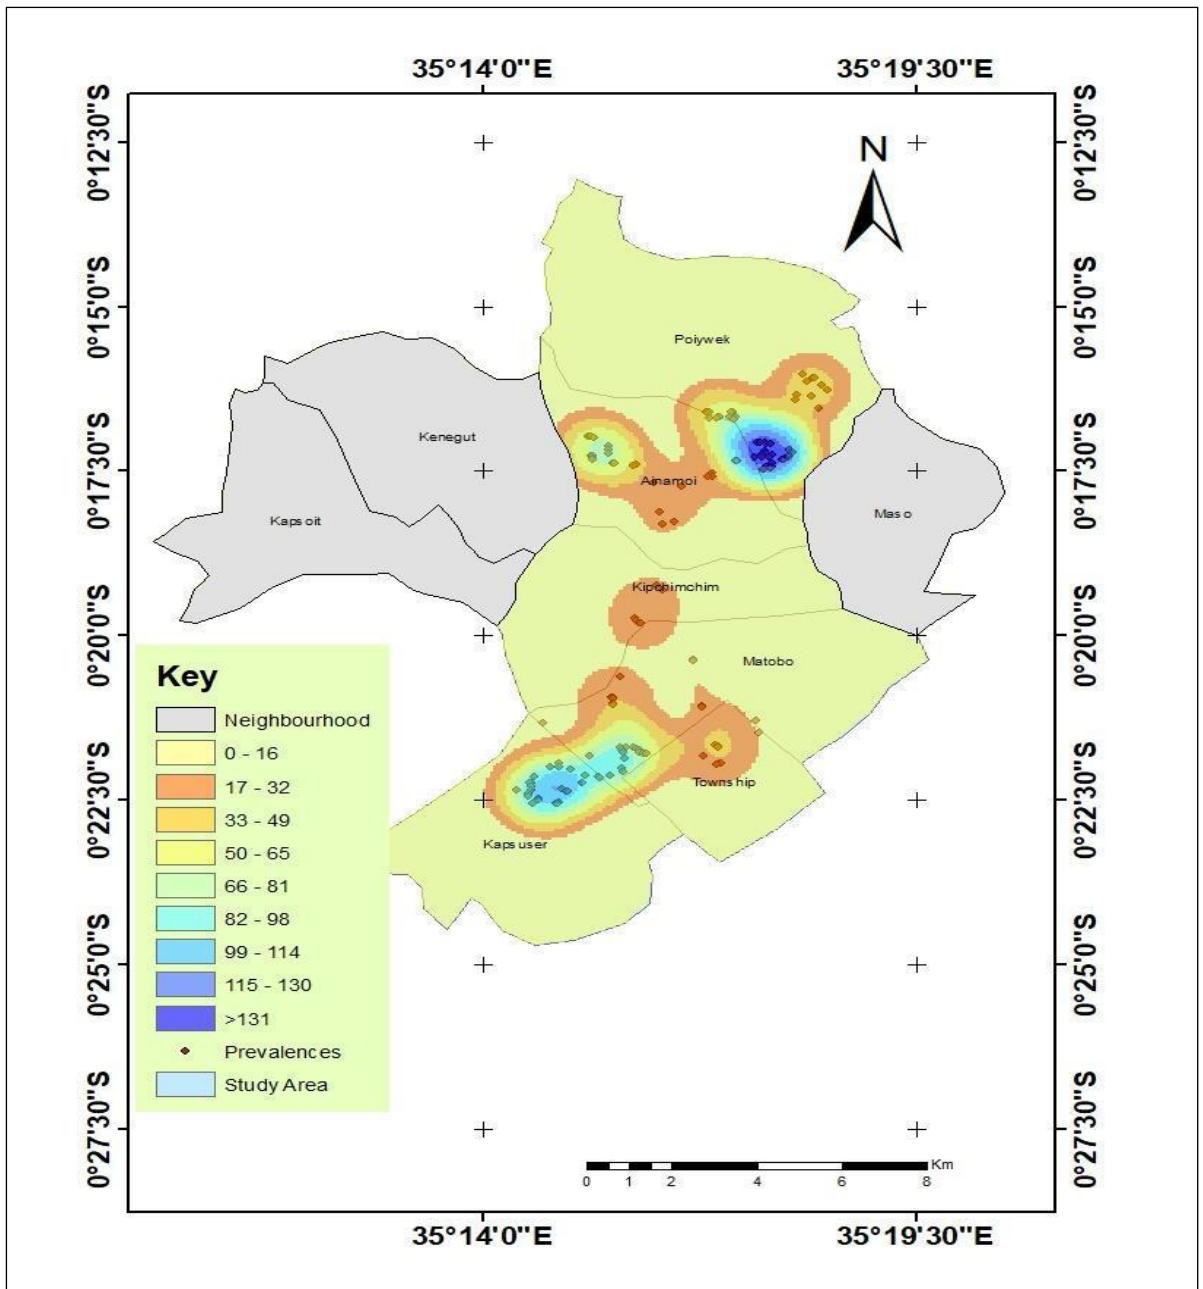 35°14'0"E 35°19'30"E
N
0°12'30"S 0°12'30"S
0°15'0"S 0°15'0"S
Poiywek
Kenegut
0°17'30"S 0°17'30"S
Ainamoi
Kapsoit
Maso
Kipchimchim
0°20'0"S 0°20'0"S
Matobo
Key
Neighbourhood
0 - 16
17 - 32
33 - 49
50 - 65
66 - 81
82 - 98
99 - 114
115 - 130
>131
Prevalences
Study Area
Township
0°22'30"S 0°22'30"S
Kapsuser
0°25'0"S 0°25'0"S
0°27'30"S 0°27'30"S
Km
0 1 2 4 6 8
35°14'0"E 35°19'30"E